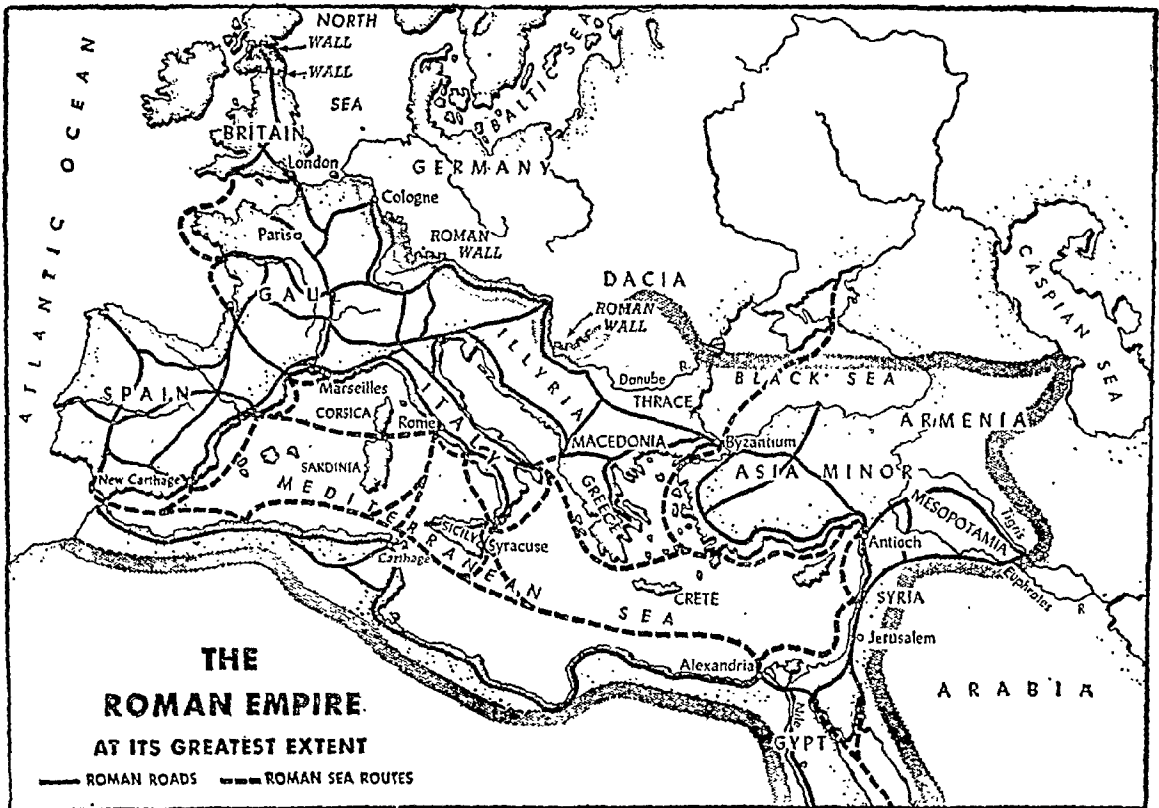 NORTH
WALL
WALL
SEA
BALTIC SEA
ATLANTIC OCEAN
BRITAIN
London
GERMANY
Cologne
Paris
ROMAN
WALL
GAUL
DACIA
ROMAN
WALL
CASPIAN SEA
ILLYRIA
Danube R.
BLACK SEA
THRACE
SPAIN
Marseilles
ITALY
CORSICA
Rome
ARMENIA
MACEDONIA
Byzantium
SARDINIA
ASIA MINOR
New Carthage
GREECE
MESOPOTAMIA
Tigris
MEDITERRANEAN SEA
SICILY
Syracuse
Antioch
Carthage
Euphrates R
CRETE
SYRIA
Jerusalem
Alexandria
ARABIA
Nile
EGYPT
THE
ROMAN EMPIRE
AT ITS GREATEST EXTENT
ROMAN ROADS ROMAN SEA ROUTES